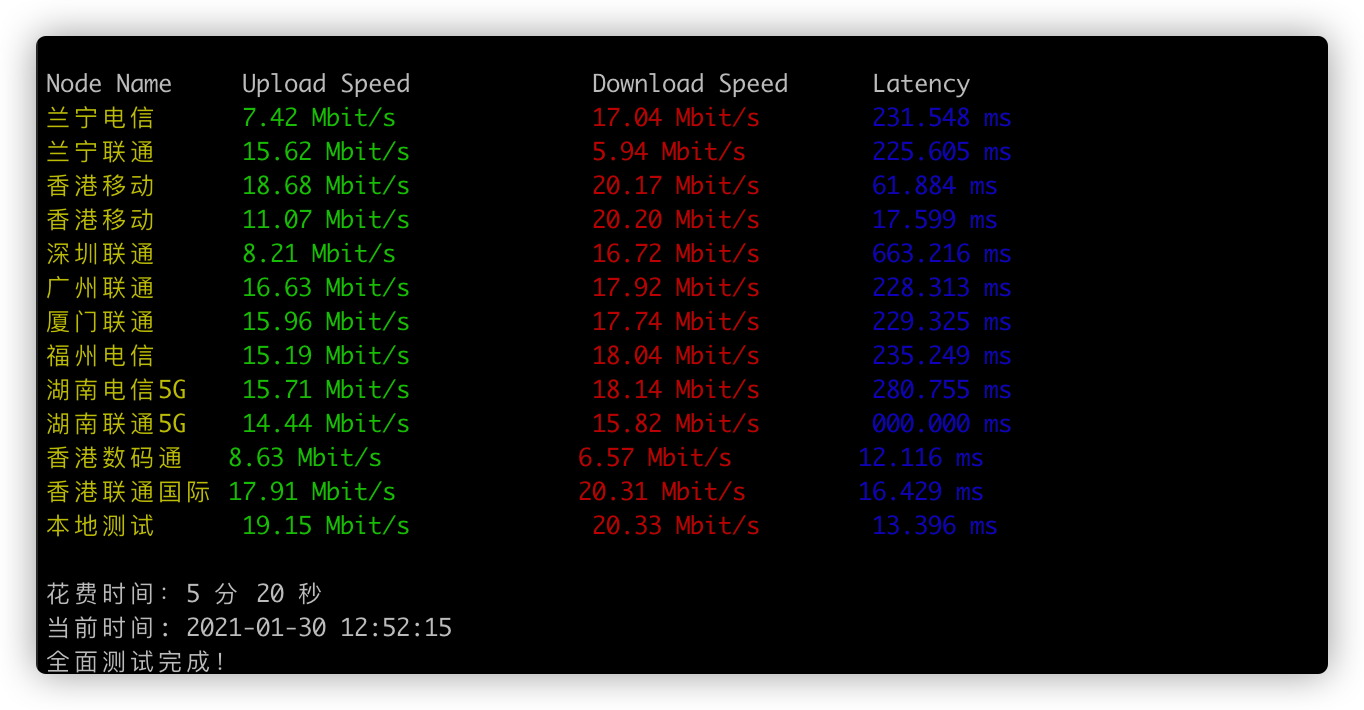 Node Name Upload Speed Download Speed Latency
兰宁电信 7.42 Mbit/s 17.04 Mbit/s 231.548 ms
兰宁联通 15.62 Mbit/s 5.94 Mbit/s 225.605 ms
香港移动 18.68 Mbit/s 20.17 Mbit/s 61.884 ms
香港移动 11.07 Mbit/s 20.20 Mbit/s 17.599 ms
深圳联通 8.21 Mbit/s 16.72 Mbit/s 663.216 ms
广州联通 16.63 Mbit/s 17.92 Mbit/s 228.313 ms
厦门联通 15.96 Mbit/s 17.74 Mbit/s 229.325 ms
福州电信 15.19 Mbit/s 18.04 Mbit/s 235.249 ms
湖南电信5G 15.71 Mbit/s 18.14 Mbit/s 280.755 ms
湖南联通5G 14.44 Mbit/s 15.82 Mbit/s 000.000 ms
香港数码通 8.63 Mbit/s 6.57 Mbit/s 12.116 ms
香港联通国际 17.91 Mbit/s 20.31 Mbit/s 16.429 ms
本地测试 19.15 Mbit/s 20.33 Mbit/s 13.396 ms
花费时间: 5 分 20 秒
当前时间: 2021-01-30 12:52:15
全面测试完成!